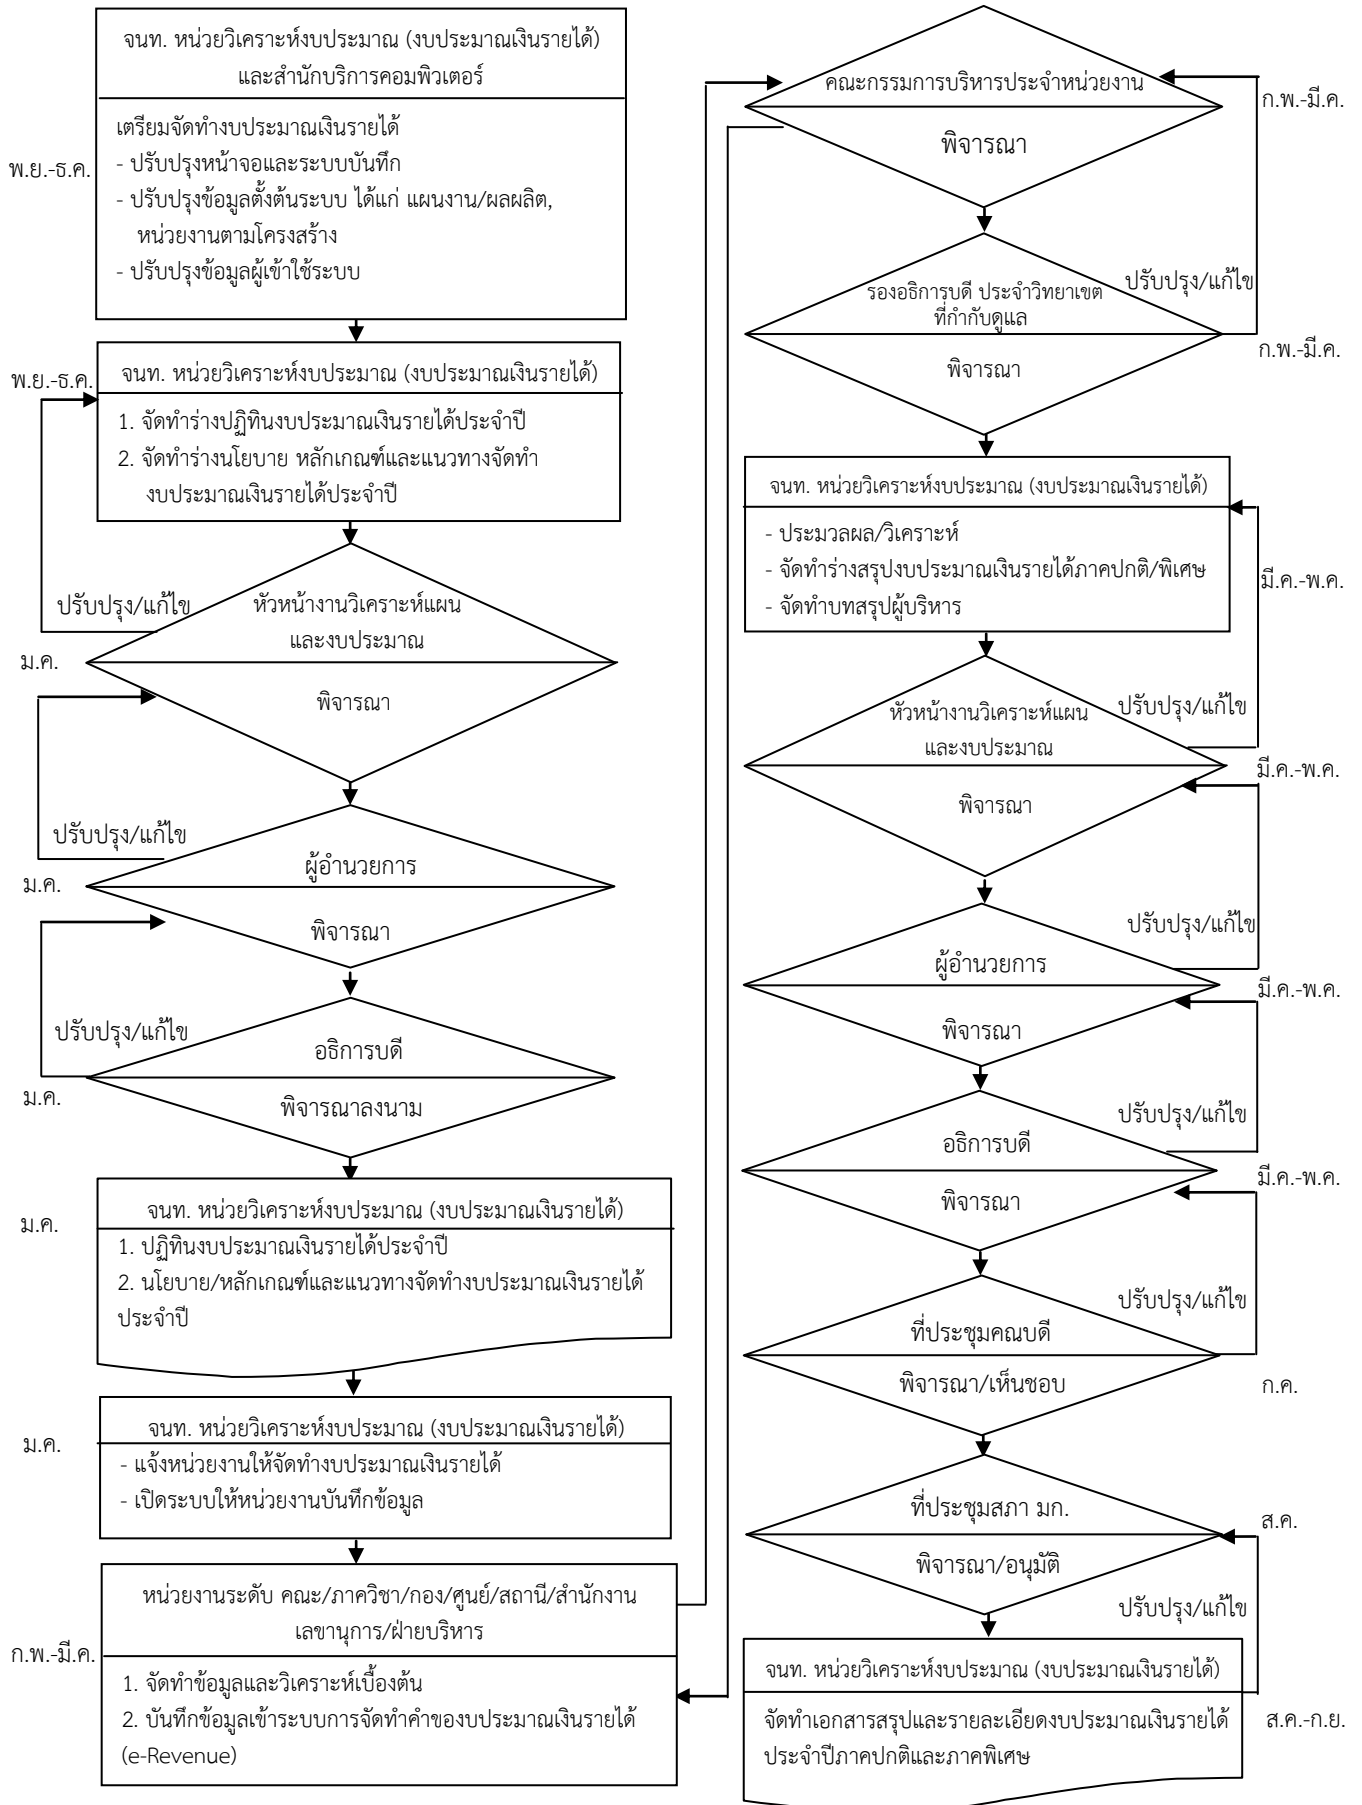 จนท. หน่วยวิเคราะห์งบประมาณ (งบประมาณเงินรายได้)
และสำนักบริการคอมพิวเตอร์
พ.ย.-ธ.ค.
เตรียมจัดทำงบประมาณเงินรายได้
- ปรับปรุงหน้าจอและระบบบันทึก
- ปรับปรุงข้อมูลตั้งต้นระบบ ได้แก่ แผนงาน/ผลผลิต,
หน่วยงานตามโครงสร้าง
- ปรับปรุงข้อมูลผู้เข้าใช้ระบบ
พ.ย.-ธ.ค.
จนท. หน่วยวิเคราะห์งบประมาณ (งบประมาณเงินรายได้)
1. จัดทำร่างปฏิทินงบประมาณเงินรายได้ประจำปี
2. จัดทำร่างนโยบาย หลักเกณฑ์และแนวทางจัดทำ
งบประมาณเงินรายได้ประจำปี
ปรับปรุง/แก้ไข
หัวหน้างานวิเคราะห์แผน
และงบประมาณ
ม.ค.
พิจารณา
ปรับปรุง/แก้ไข
ผู้อำนวยการ
ม.ค.
พิจารณา
ปรับปรุง/แก้ไข
อธิการบดี
ม.ค.
พิจารณาลงนาม
ม.ค.
จนท. หน่วยวิเคราะห์งบประมาณ (งบประมาณเงินรายได้)
1. ปฏิทินงบประมาณเงินรายได้ประจำปี
2. นโยบาย/หลักเกณฑ์และแนวทางจัดทำงบประมาณเงินรายได้
ประจำปี
ม.ค.
จนท. หน่วยวิเคราะห์งบประมาณ (งบประมาณเงินรายได้)
- แจ้งหน่วยงานให้จัดทำงบประมาณเงินรายได้
- เปิดระบบให้หน่วยงานบันทึกข้อมูล
หน่วยงานระดับ คณะ/ภาควิชา/กอง/ศูนย์/สถานี/สำนักงาน
เลขานุการ/ฝ่ายบริหาร
ก.พ.-มี.ค.
1. จัดทำข้อมูลและวิเคราะห์เบื้องต้น
2. บันทึกข้อมูลเข้าระบบการจัดทำคำของบประมาณเงินรายได้
(e-Revenue)
คณะกรรมการบริหารประจำหน่วยงาน
ก.พ.-มี.ค.
พิจารณา
ปรับปรุง/แก้ไข
รองอธิการบดี ประจำวิทยาเขต
ที่กำกับดูแล
ก.พ.-มี.ค.
พิจารณา
จนท. หน่วยวิเคราะห์งบประมาณ (งบประมาณเงินรายได้)
- ประมวลผล/วิเคราะห์
- จัดทำร่างสรุปงบประมาณเงินรายได้ภาคปกติ/พิเศษ
- จัดทำบทสรุปผู้บริหาร
มี.ค.-พ.ค.
ปรับปรุง/แก้ไข
หัวหน้างานวิเคราะห์แผน
และงบประมาณ
มี.ค.-พ.ค.
พิจารณา
ปรับปรุง/แก้ไข
ผู้อำนวยการ
มี.ค.-พ.ค.
พิจารณา
ปรับปรุง/แก้ไข
อธิการบดี
มี.ค.-พ.ค.
พิจารณา
ปรับปรุง/แก้ไข
ที่ประชุมคณบดี
พิจารณา/เห็นชอบ
ก.ค.
ที่ประชุมสภา มก.
ส.ค.
พิจารณา/อนุมัติ
ปรับปรุง/แก้ไข
จนท. หน่วยวิเคราะห์งบประมาณ (งบประมาณเงินรายได้)
จัดทำเอกสารสรุปและรายละเอียดงบประมาณเงินรายได้
ประจำปีภาคปกติและภาคพิเศษ
ส.ค.-ก.ย.